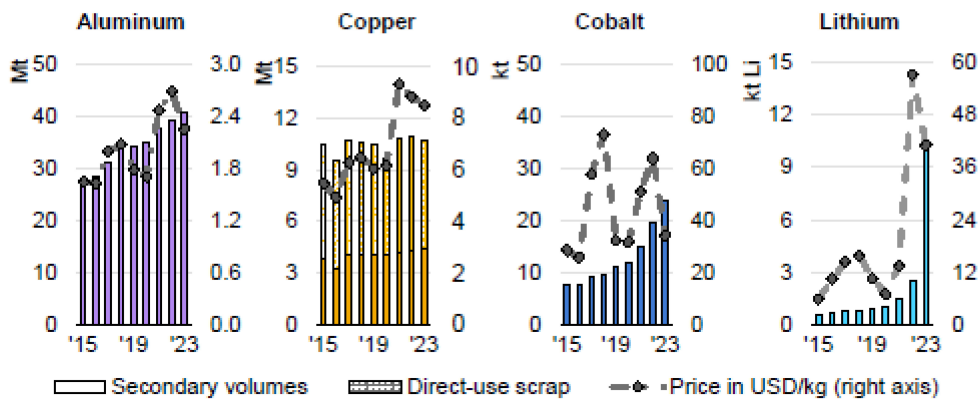 Aluminum Copper Cobalt Lithium
Mt Mt kt kt Li
50 3.0 15 10 50 100 15 60
40 2.4 12 8 40 80 12 48
30 1.8 9 6 30 60 9 36
20 1.2 6 4 20 40 6 24
10 0.6 3 2 10 20 3 12
0 0.0 0 0 0 0 0 0
'15 '19 '23 '15 '19 '23 '15 '19 '23 '15 '19 '23
Secondary volumes Direct-use scrap Price in USD/kg (right axis)